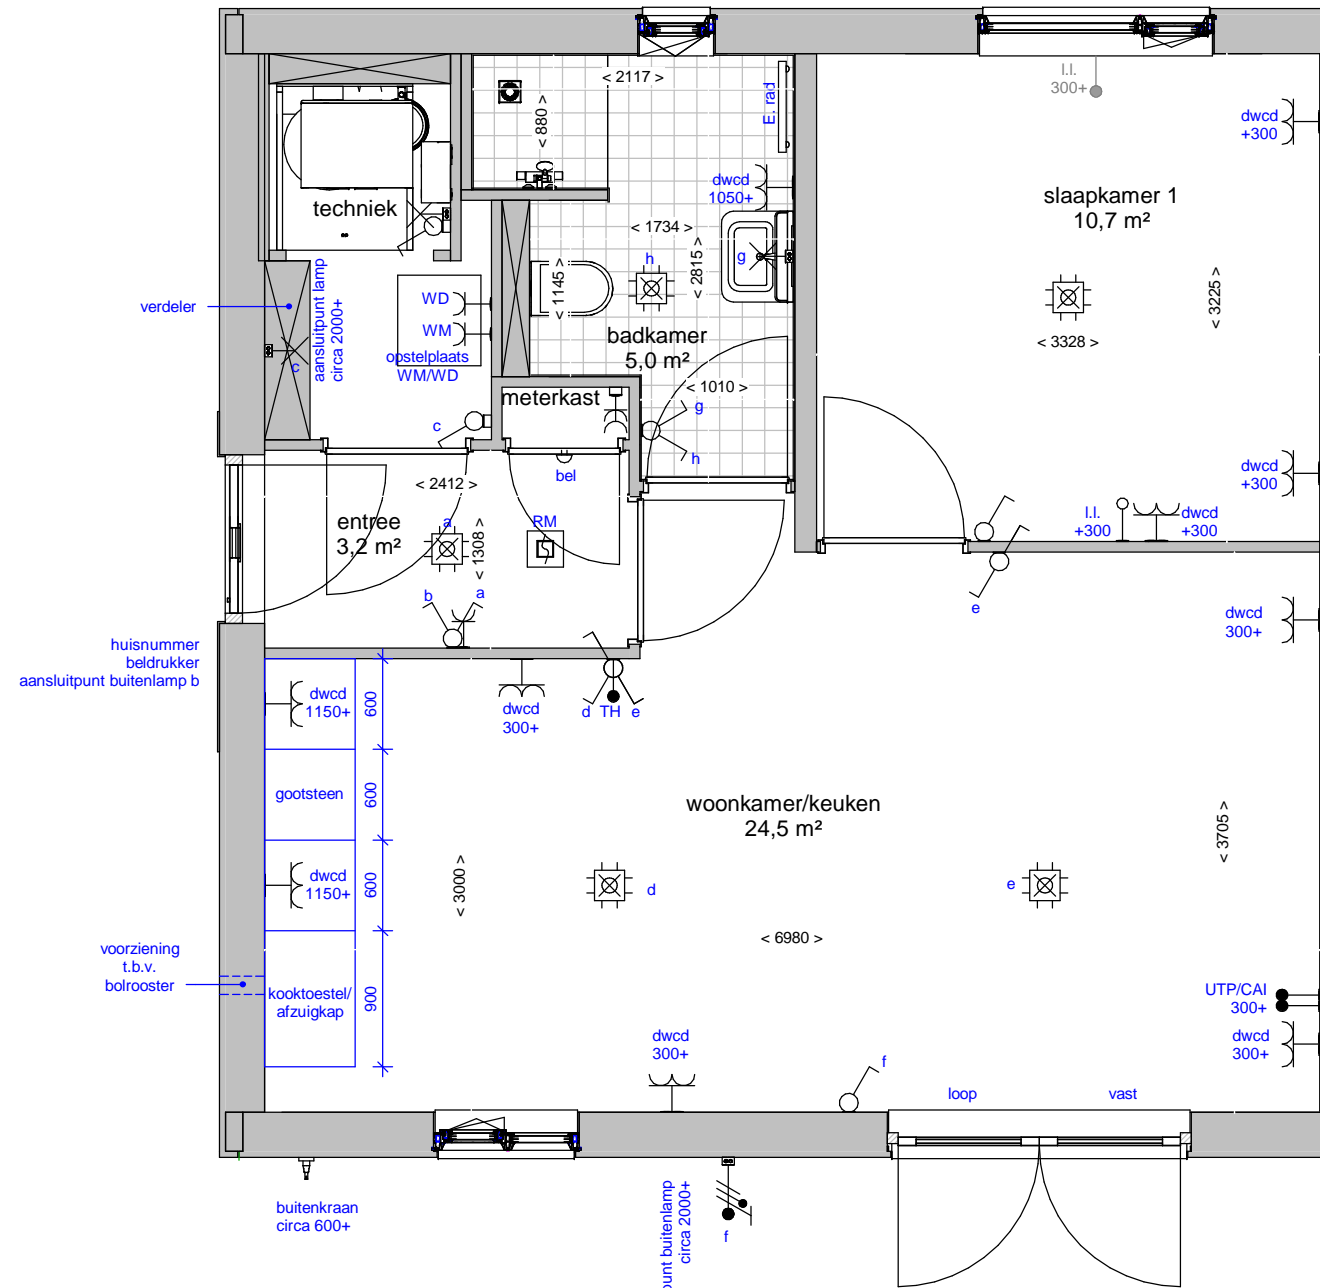 < 2117 >
l.l.
300+
E. rad
< 880 >
dwcd
+300
dwcd
1050+
techniek
slaapkamer 1
10,7 m²
< 1734 >
h
g
< 2815 >
< 1145 >
< 3225 >
verdeler
aansluitpunt lamp
circa 2000+
c
WD
WM
opstelplaats
WM/WD
badkamer
5,0 m²
< 3328 >
< 1010 >
meterkast
g
h
c
bel
< 2412 >
dwcd
+300
entree
3,2 m²
a
RM
< 1308 >
l.l.
+300
dwcd
+300
b
a
e
dwcd
300+
huisnummer
beldrukker
aansluitpunt buitenlamp b
dwcd
1150+
600
dwcd
300+
d
TH
e
gootsteen
600
woonkamer/keuken
24,5 m²
< 3705 >
dwcd
1150+
600
< 3000 >
d
e
< 6980 >
voorziening
t.b.v.
bolrooster
kooktoestel/
afzuigkap
900
UTP/CAI
300+
dwcd
300+
dwcd
300+
f
loop
vast
buitenkraan
circa 600+
punt buitenlamp
circa 2000+
f